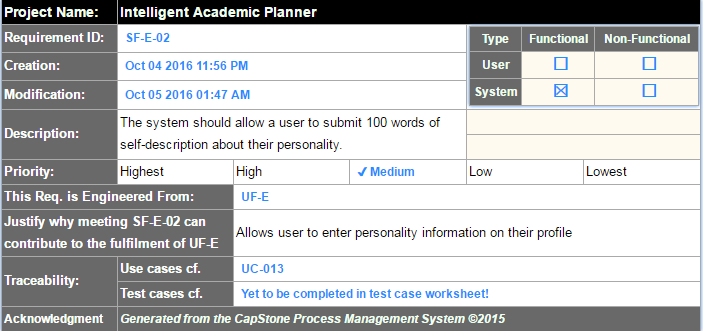 Project Name: Intelligent Academic Planner
Requirement ID: SF-E-02 Type Functional Non-Functional
Creation: Oct 04 2016 11:56 PM User ☐ ☐
Modification: Oct 05 2016 01:47 AM System ☒ ☐
Description: The system should allow a user to submit 100 words of
self-description about their personality.
Priority: Highest High ✓ Medium Low Lowest
This Req. is Engineered From: UF-E
Justify why meeting SF-E-02 can
contribute to the fulfilment of UF-E
Allows user to enter personality information on their profile
Traceability: Use cases cf. UC-013
Test cases cf. Yet to be completed in test case worksheet!
Acknowledgment Generated from the CapStone Process Management System ©2015